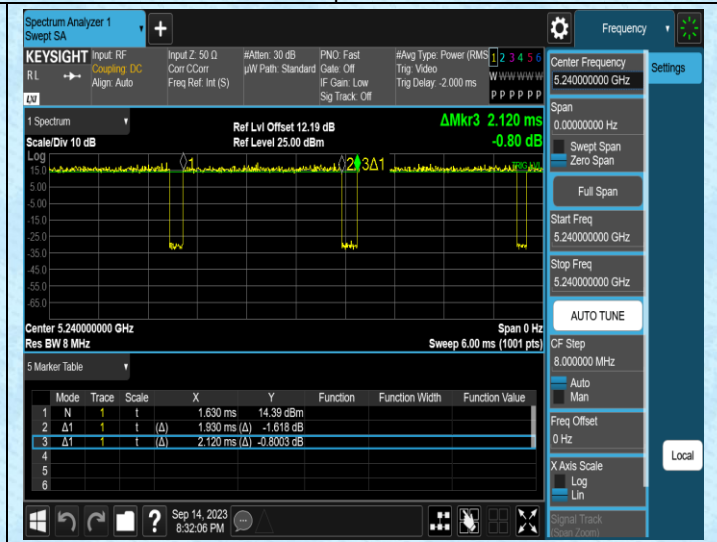 Spectrum Analyzer 1
Swept SA
Frequency
KEYSIGHT
Input: RF
Input Z: 50 Ω
#Atten: 30 dB
PNO: Fast
#Avg Type: Power (RMS
1 2 3 4 5 6
RL
Coupling: DC
Corr CCorr
µW Path: Standard
Gate: Off
Trig: Video
W W W W W W
Align: Auto
Freq Ref: Int (S)
IF Gain: Low
Trig Delay: -2.000 ms
P P P P P P
LXI
Sig Track: Off
1 Spectrum
Ref Lvl Offset 12.19 dB
ΔMkr3 2.120 ms
Scale/Div 10 dB
Ref Level 25.00 dBm
-0.80 dB
Log
1
2
3Δ1
15.0
TRIG LVL
5.00
-5.00
-15.0
-25.0
-35.0
-45.0
-55.0
-65.0
Center 5.240000000 GHz
Span 0 Hz
Res BW 8 MHz
Sweep 6.00 ms (1001 pts)
5 Marker Table
Mode Trace Scale X Y Function Function Width Function Value
1 N 1 t 1.630 ms 14.39 dBm
2 Δ1 1 t (Δ) 1.930 ms (Δ) -1.618 dB
3 Δ1 1 t (Δ) 2.120 ms (Δ) -0.8003 dB
4
5
6
Sep 14, 2023
8:32:06 PM
?
Center Frequency
5.240000000 GHz
Settings
Span
0.00000000 Hz
Swept Span
Zero Span
Full Span
Start Freq
5.240000000 GHz
Stop Freq
5.240000000 GHz
AUTO TUNE
CF Step
8.000000 MHz
Auto
Man
Freq Offset
0 Hz
Local
X Axis Scale
Log
Lin
Signal Track
(Span Zoom)